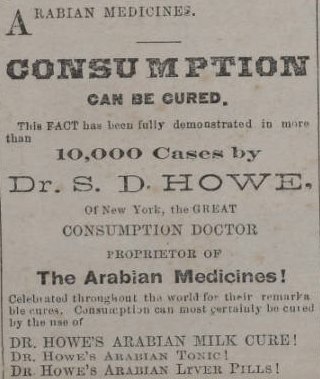 ARABIAN MEDICINES.
CONSUMPTION
CAN BE CURED.
This FACT has been fully demonstrated in more
than
10,000 Cases by
Dr. S. D. HOWE,
Of New York, the GREAT
CONSUMPTION DOCTOR
PROPRIETOR OF
The Arabian Medicines!
Celebrated throughout the world for their remarka
ble cures. Consumption can most certainly be cured
by the use of
DR. HOWE'S ARABIAN MILK CURE!
DR. HOWE'S ARABIAN TONIC!
DR. HOWE'S ARABIAN LIVER PILLS!